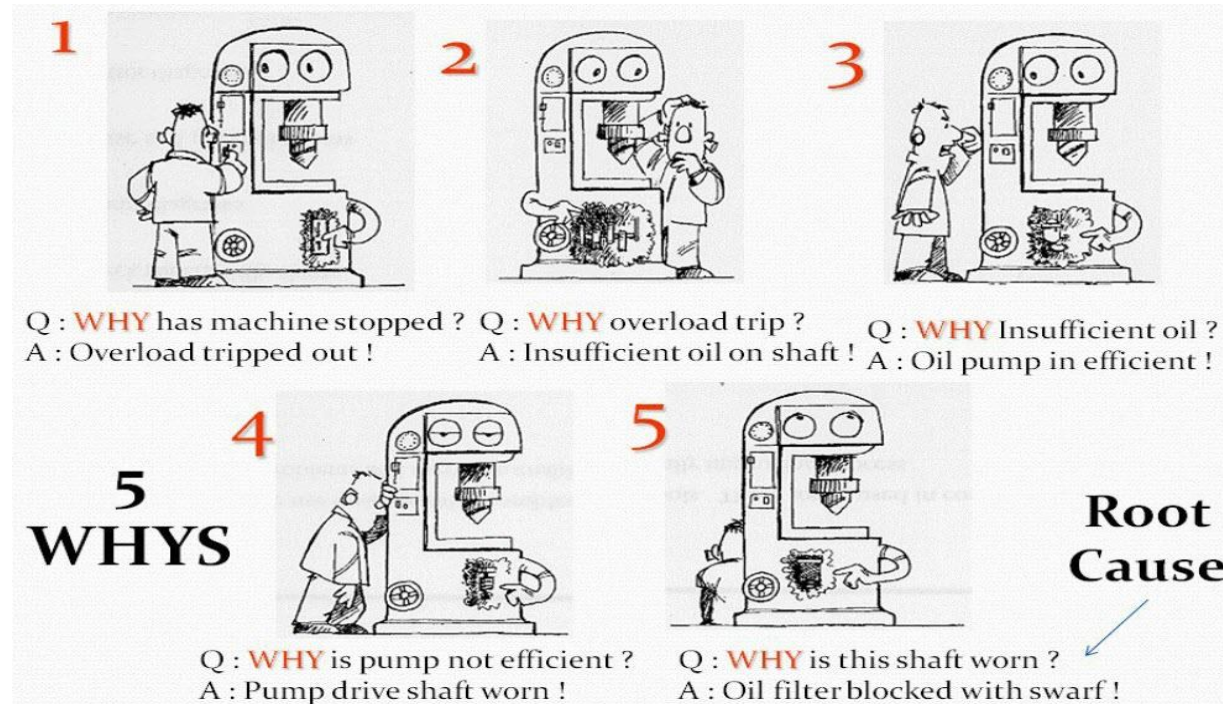 1
2
3
Q : WHY has machine stopped ?
A : Overload tripped out !
Q : WHY overload trip ?
A : Insufficient oil on shaft !
Q : WHY Insufficient oil ?
A : Oil pump in efficient !
4
5
5
WHYS
Root
Cause
Q : WHY is pump not efficient ?
A : Pump drive shaft worn !
Q : WHY is this shaft worn ?
A : Oil filter blocked with swarf !